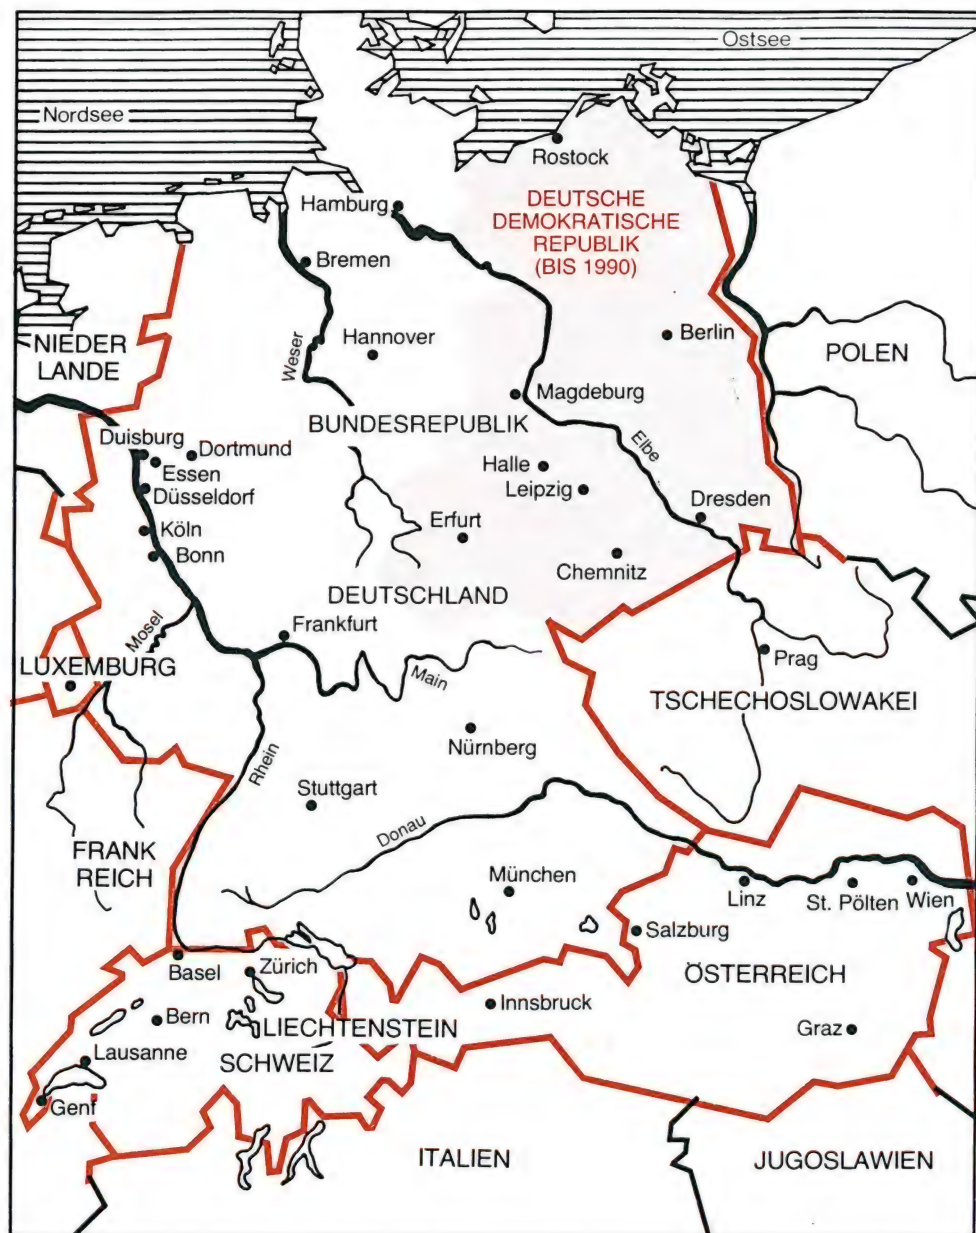 Ostsee
Nordsee
Rostock
DEUTSCHE
DEMOKRATISCHE
REPUBLIK
(BIS 1990)
Hamburg
Bremen
Hannover
Weser
Berlin
NIEDER
LANDE
POLEN
Magdeburg
BUNDESREPUBLIK
Elbe
Duisburg
Dortmund
Essen
Düsseldorf
Halle
Leipzig
Dresden
Köln
Erfurt
Bonn
Chemnitz
DEUTSCHLAND
Frankfurt
Mosel
LUXEMBURG
Main
Prag
TSCHECHOSLOWAKEI
Nürnberg
Rhein
Stuttgart
Donau
FRANK
REICH
München
Linz
St. Pölten
Wien
Salzburg
Basel
Zürich
ÖSTERREICH
Innsbruck
Bern
LIECHTENSTEIN
Graz
Lausanne
SCHWEIZ
Genf
ITALIEN
JUGOSLAWIEN